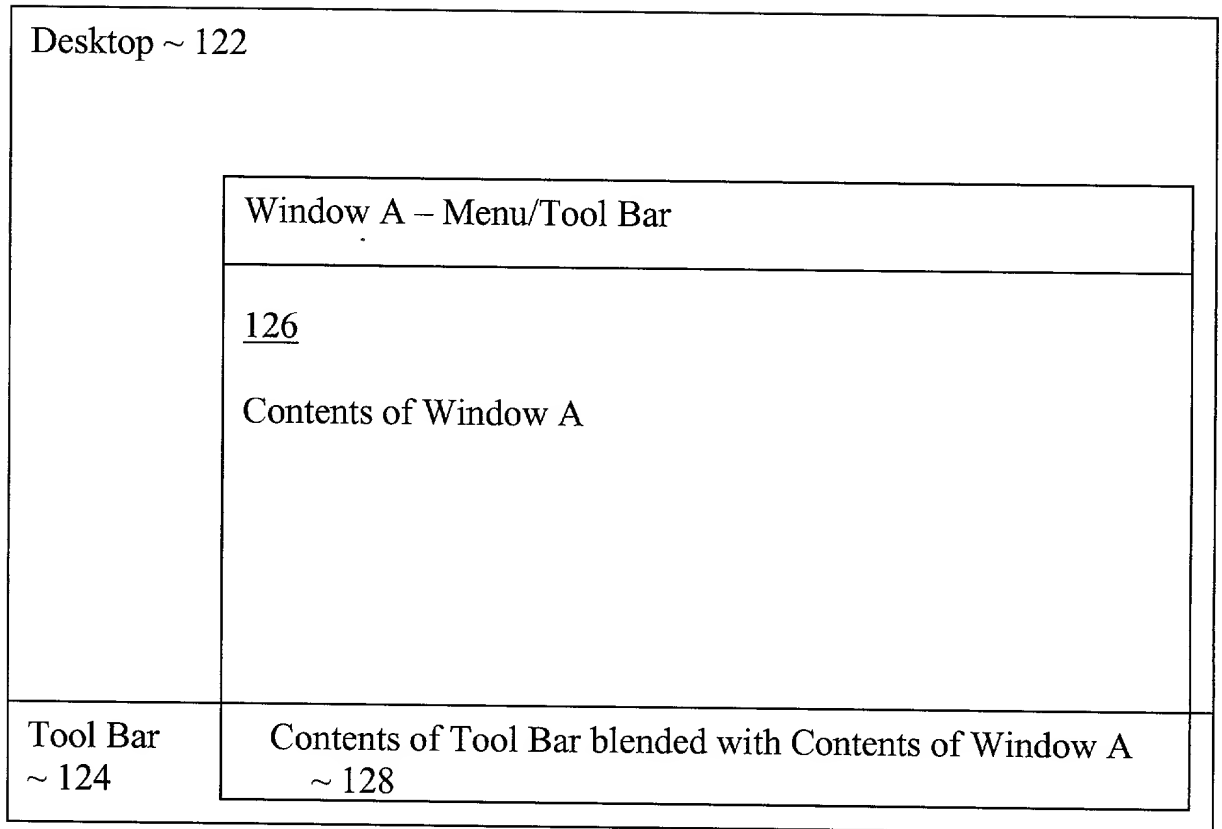 Desktop ~ 122
Window A – Menu/Tool Bar
126
Contents of Window A
Tool Bar
~ 124
Contents of Tool Bar blended with Contents of Window A
~ 128